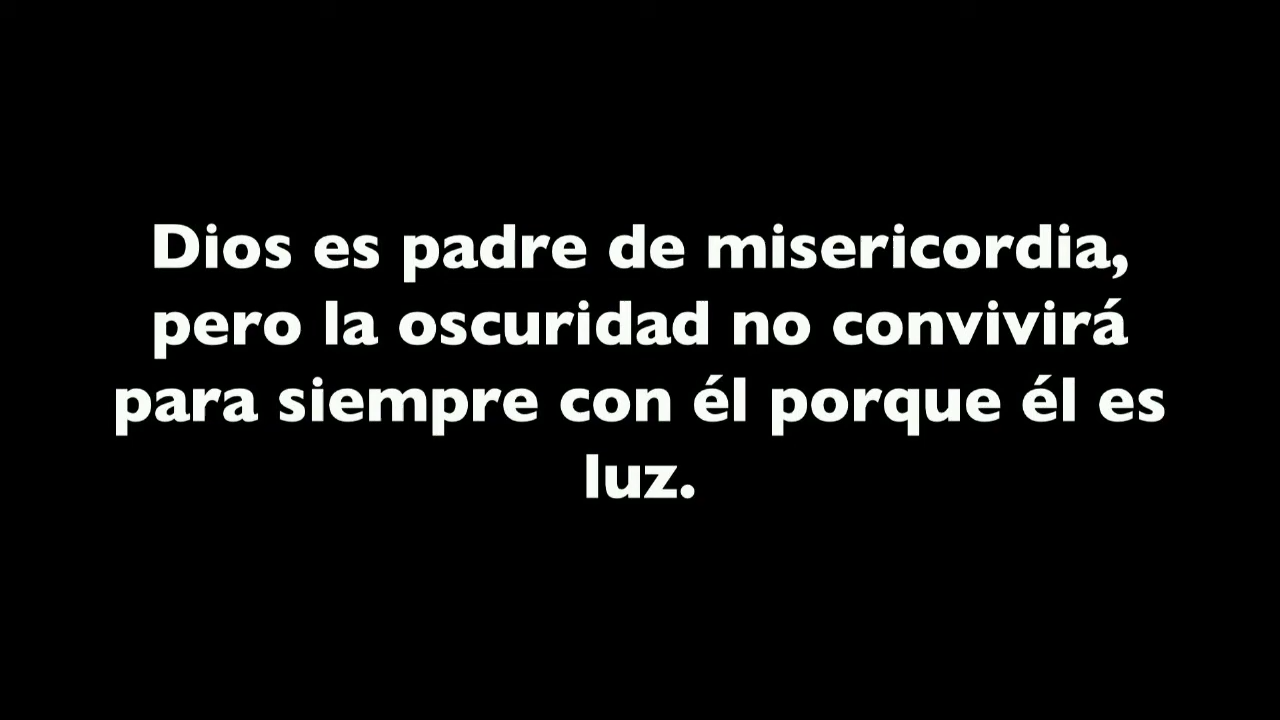 Dios es padre de misericordia,
pero la oscuridad no convivirá
para siempre con él porque él es
luz.